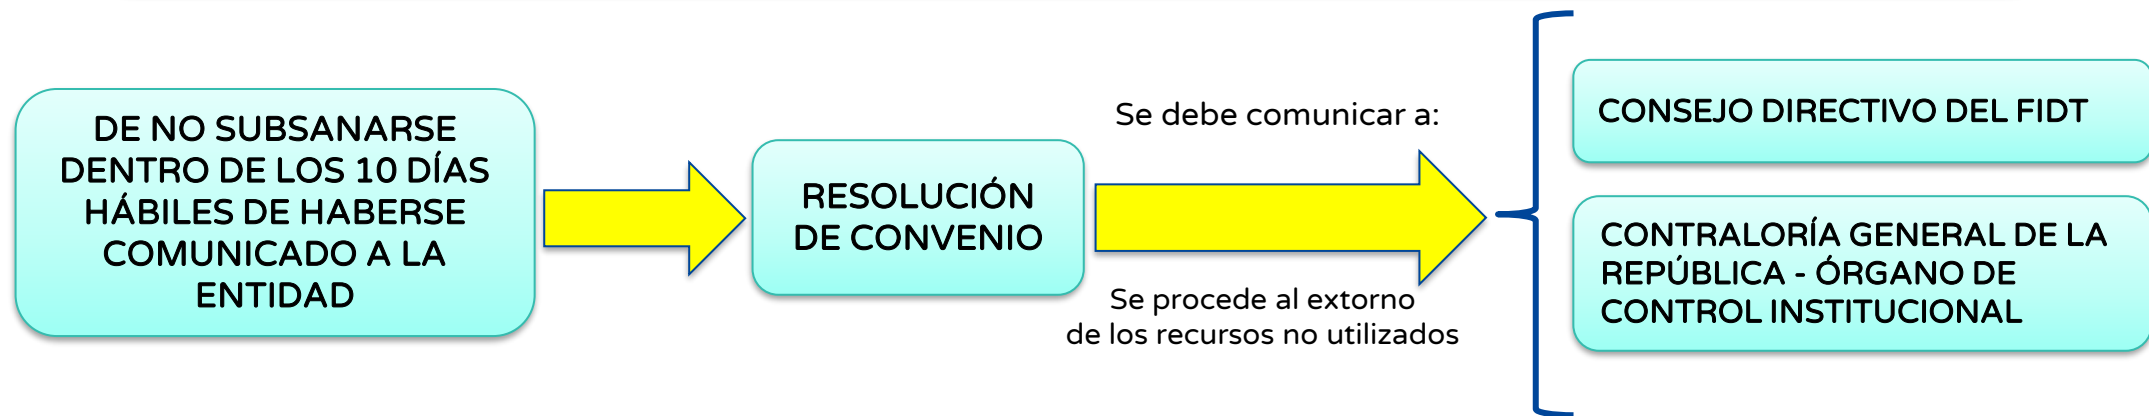 DE NO SUBSANARSE
DENTRO DE LOS 10 DÍAS
HÁBILES DE HABERSE
COMUNICADO A LA
ENTIDAD
RESOLUCIÓN
DE CONVENIO
Se debe comunicar a:
Se procede al extorno
de los recursos no utilizados
CONSEJO DIRECTIVO DEL FIDT
CONTRALORÍA GENERAL DE LA
REPÚBLICA - ÓRGANO DE
CONTROL INSTITUCIONAL